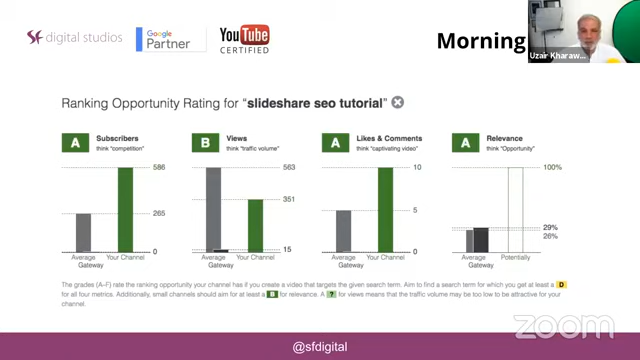 SF digital studios
Google
Partner
YouTube
CERTIFIED
Morning
Uzair Kharaw...
Ranking Opportunity Rating for "slideshare seo tutorial"
A Subscribers
think "competition"
586
265
0
Average Gateway
Your Channel
B Views
think "traffic volume"
563
351
15
Average Gateway
Your Channel
A Likes & Comments
think "captivating video"
10
5
0
Average Gateway
Your Channel
A Relevance
think "Opportunity"
100%
29%
26%
Average Gateway
Potentially
The grades (A-F) rate the ranking opportunity your channel has if you create a video that targets the given search term. Aim to find a search term for which you get at least a D
for all four metrics. Additionally, small channels should aim for at least a B for relevance. A ? for views means that the traffic volume may be too low to be attractive for your
channel.
zoom
@sfdigital